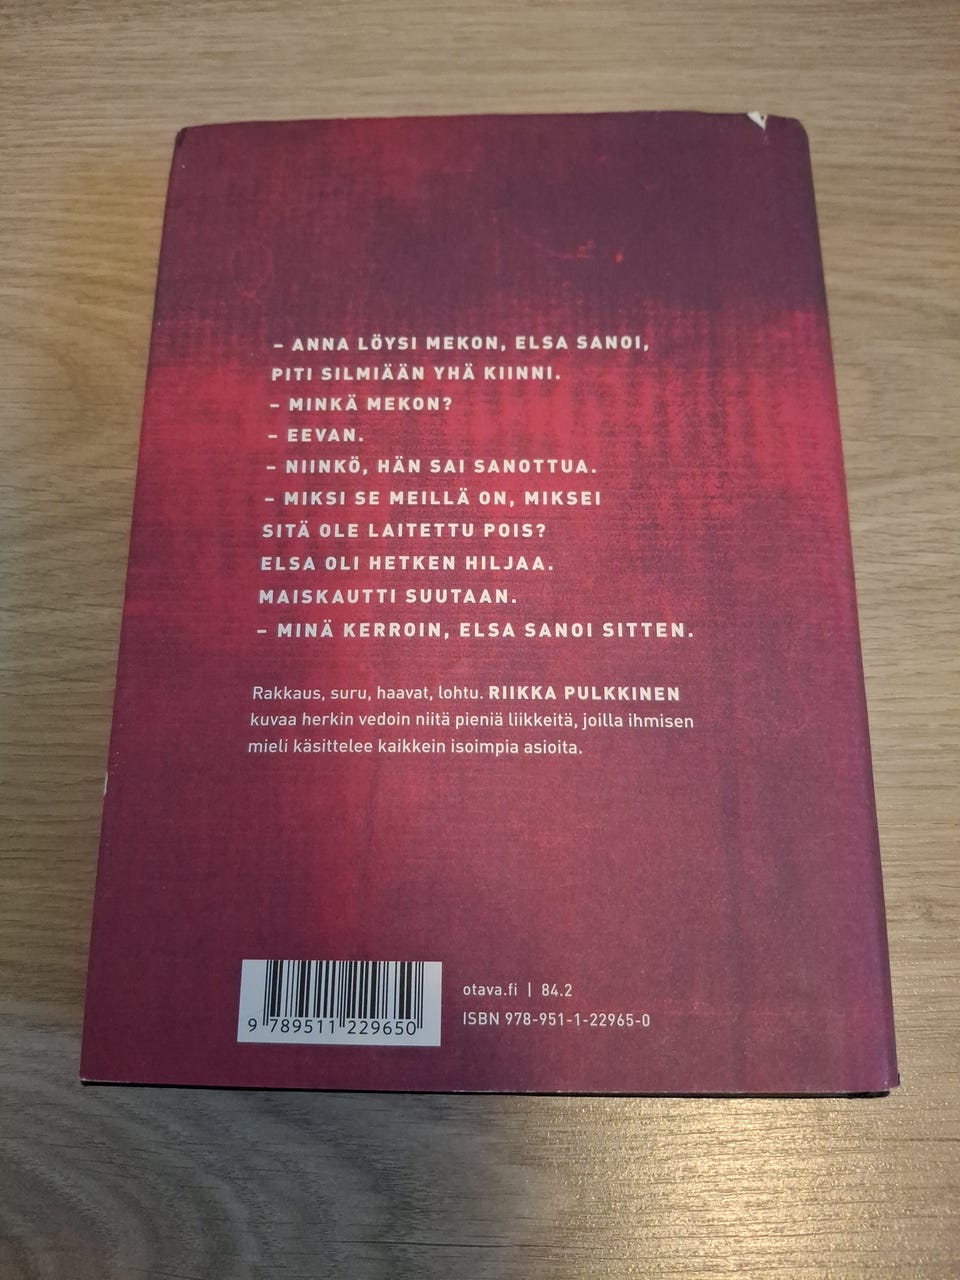 – ANNA LÖYSI MEKON, ELSA SANOI,
PITI SILMIÄÄN YHÄ KIINNI.
– MINKÄ MEKON?
– EEVAN.
– NIINKÖ, HÄN SAI SANOTTUA.
– MIKSI SE MEILLÄ ON, MIKSEI
SITÄ OLE LAITETTU POIS?
ELSA OLI HETKEN HILJAA.
MAISKAUTTI SUUTAAN.
– MINÄ KERROIN, ELSA SANOI SITTEN.
Rakkaus, suru, haavat, lohtu. RIIKKA PULKKINEN
kuvaa herkin vedoin niitä pieniä liikkeitä, joilla ihmisen
mieli käsittelee kaikkein isoimpia asioita.
otava.fi | 84.2
ISBN 978-951-1-22965-0
9 789511 229650